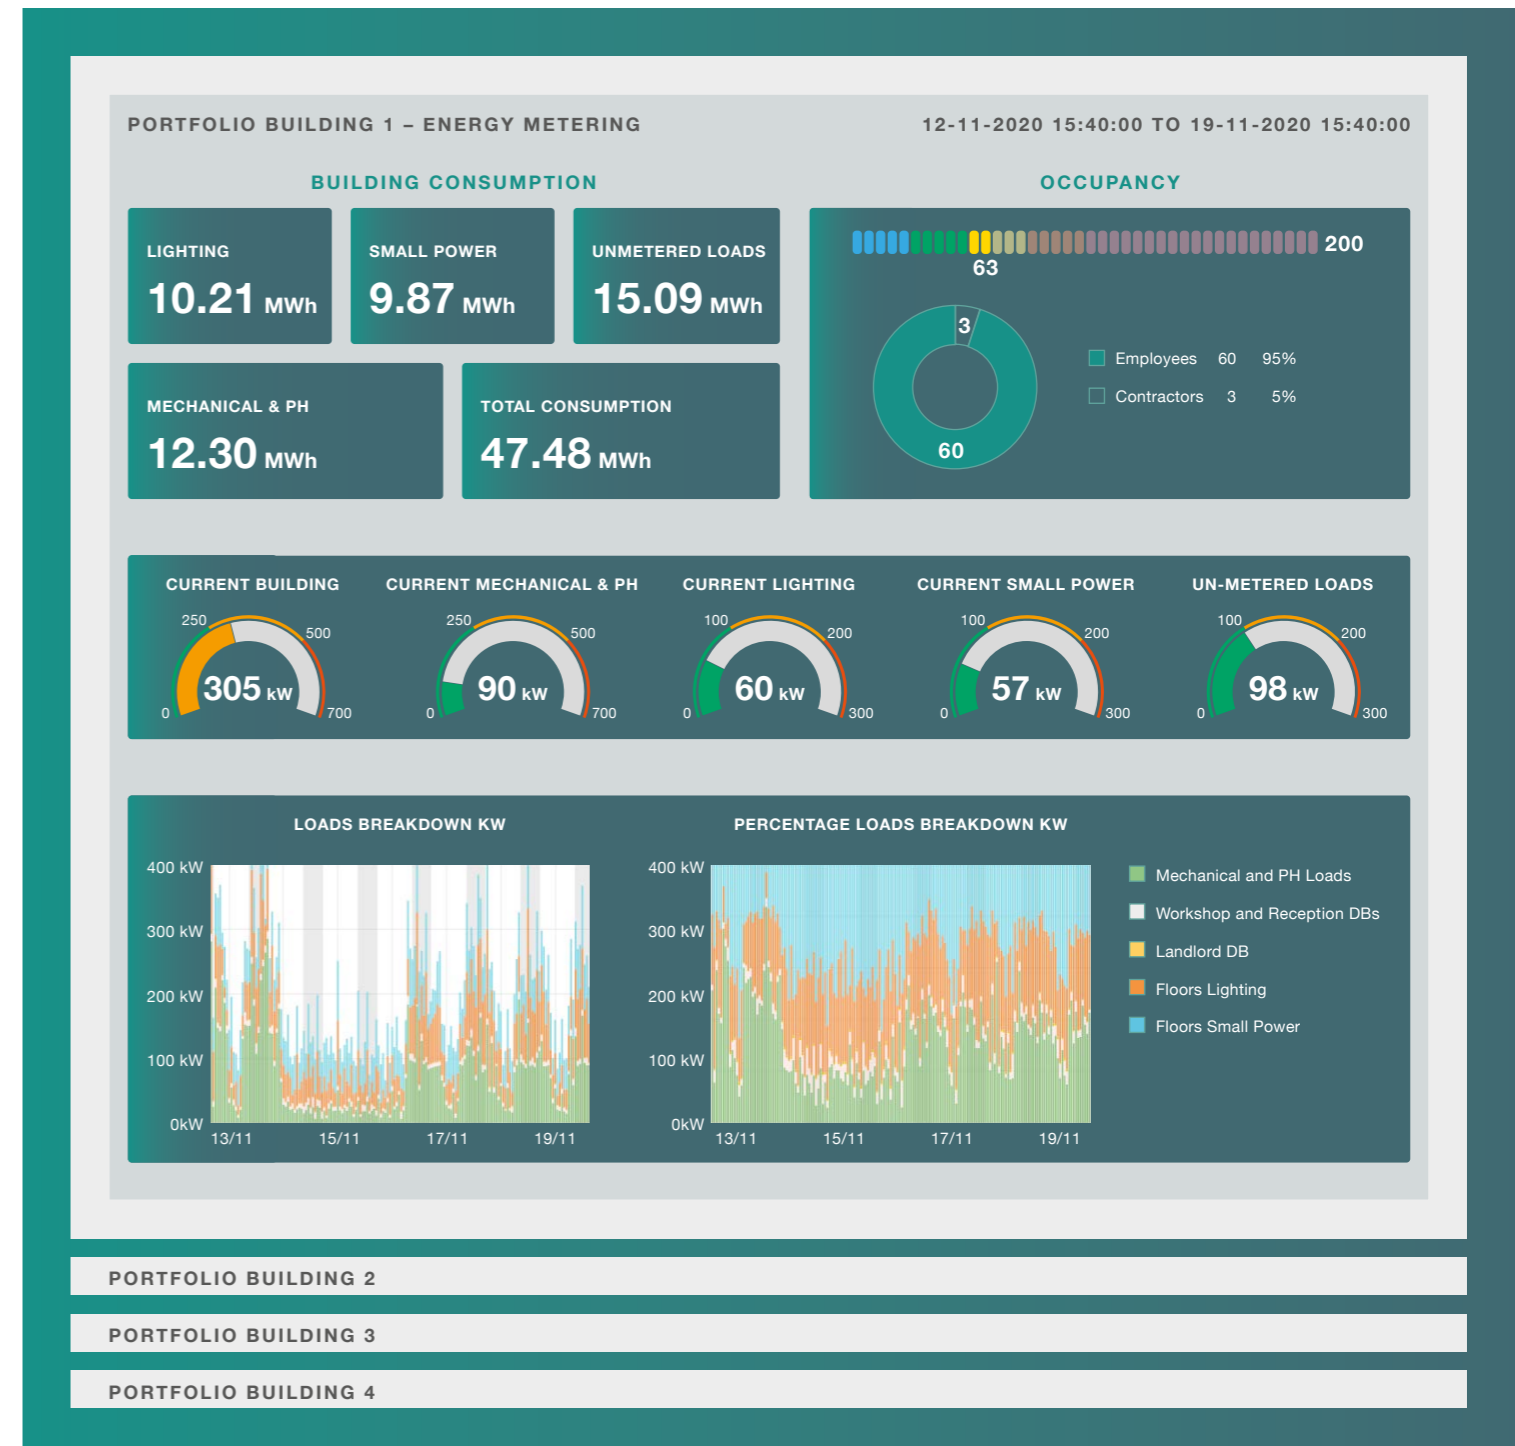 PORTFOLIO BUILDING 1 – ENERGY METERING
12-11-2020 15:40:00 TO 19-11-2020 15:40:00
BUILDING CONSUMPTION
LIGHTING
10.21 MWh
SMALL POWER
9.87 MWh
UNMETERED LOADS
15.09 MWh
MECHANICAL & PH
12.30 MWh
TOTAL CONSUMPTION
47.48 MWh
OCCUPANCY
200
63
3
60
Employees 60 95%
Contractors 3 5%
CURRENT BUILDING
250
500
305 kW
0
700
CURRENT MECHANICAL & PH
250
500
90 kW
0
700
CURRENT LIGHTING
100
200
60 kW
0
300
CURRENT SMALL POWER
100
200
57 kW
0
300
UN-METERED LOADS
100
200
98 kW
0
300
LOADS BREAKDOWN KW
400 kW
300 kW
200 kW
100 kW
0kW
13/11 15/11 17/11 19/11
PERCENTAGE LOADS BREAKDOWN KW
400 kW
300 kW
200 kW
100 kW
0kW
13/11 15/11 17/11 19/11
Mechanical and PH Loads
Workshop and Reception DBs
Landlord DB
Floors Lighting
Floors Small Power
PORTFOLIO BUILDING 2
PORTFOLIO BUILDING 3
PORTFOLIO BUILDING 4